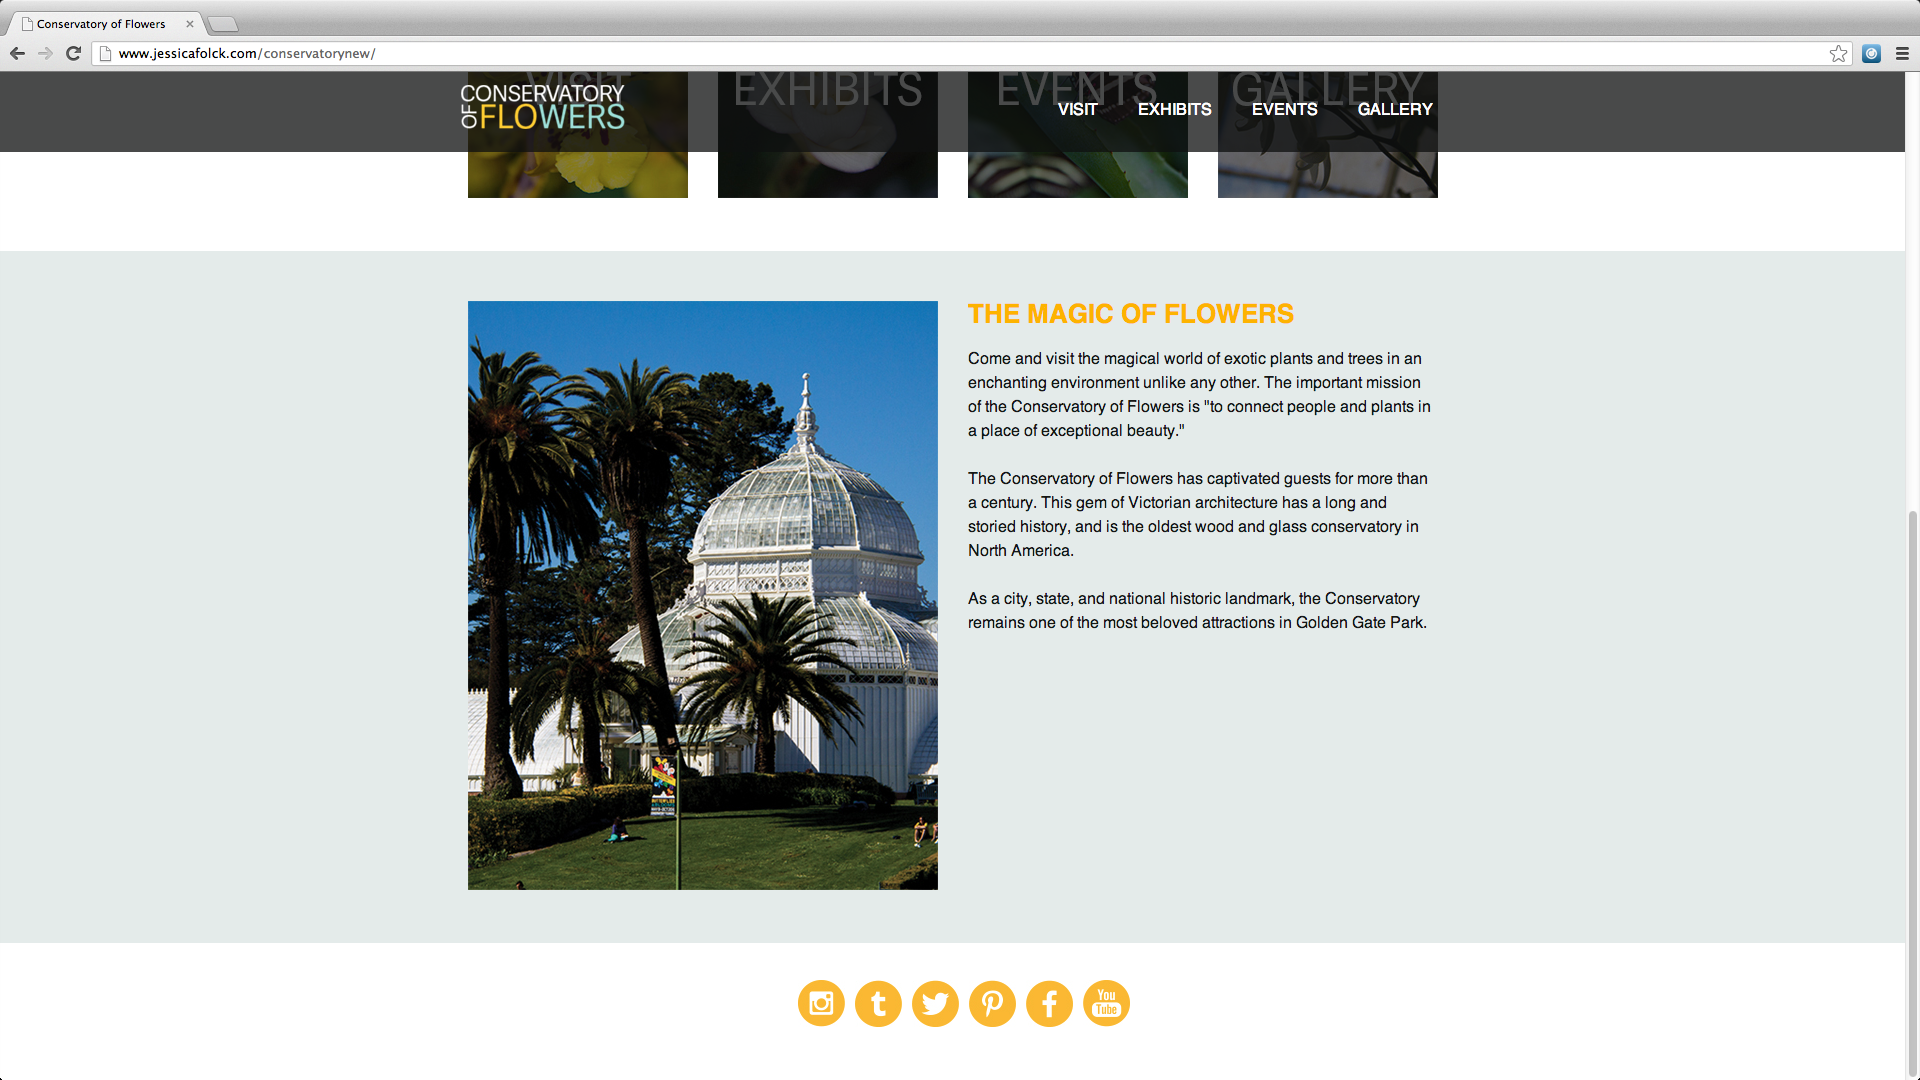 Conservatory of Flowers
www.jessicafolck.com/conservatorynew/
VISIT EXHIBITS EVENTS GALLERY
CONSERVATORY
OF FLOWERS
VISIT EXHIBITS EVENTS GALLERY
THE MAGIC OF FLOWERS
Come and visit the magical world of exotic plants and trees in an
enchanting environment unlike any other. The important mission
of the Conservatory of Flowers is "to connect people and plants in
a place of exceptional beauty."
The Conservatory of Flowers has captivated guests for more than
a century. This gem of Victorian architecture has a long and
storied history, and is the oldest wood and glass conservatory in
North America.
As a city, state, and national historic landmark, the Conservatory
remains one of the most beloved attractions in Golden Gate Park.
You
Tube